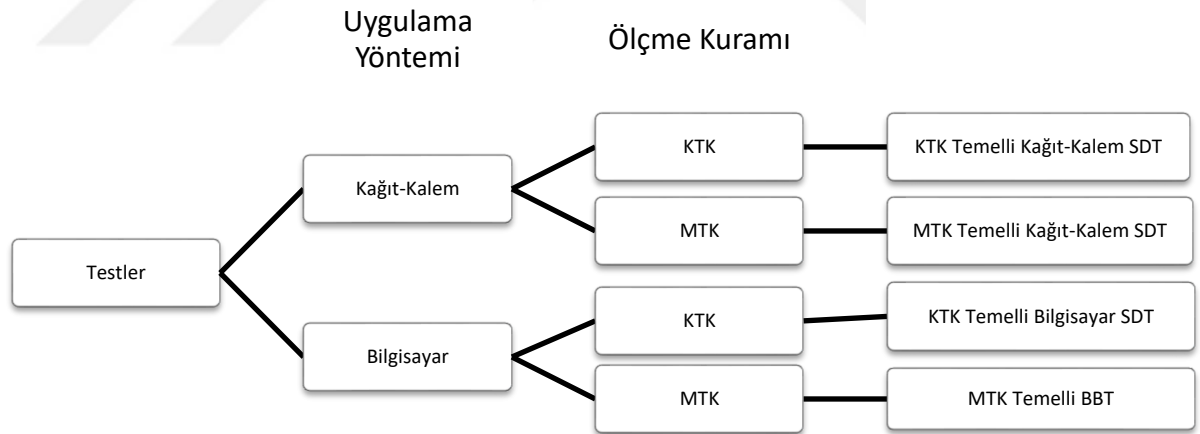 Uygulama
Yöntemi
Ölçme Kuramı
KTK
KTK Temelli Kağıt-Kalem SDT
Kağıt-Kalem
MTK
MTK Temelli Kağıt-Kalem SDT
Testler
KTK
KTK Temelli Bilgisayar SDT
Bilgisayar
MTK
MTK Temelli BBT